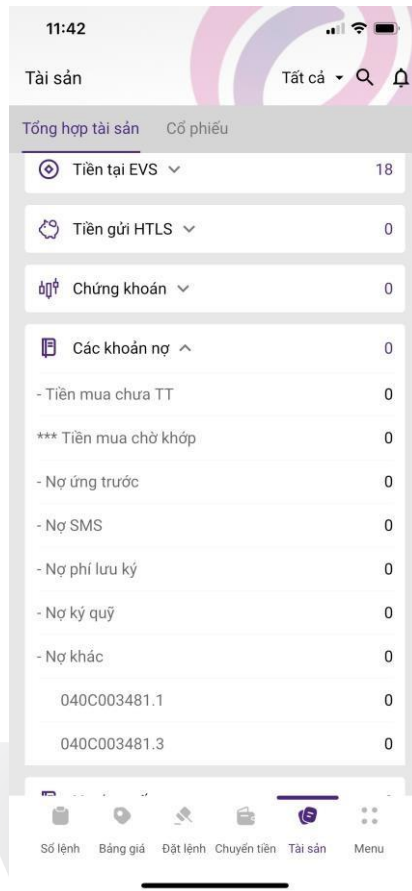 11:42
Tài sản Tất cả
Tổng hợp tài sản Cổ phiếu
Tiền tại EVS 18
Tiền gửi HTLS 0
Chứng khoán 0
Các khoản nợ 0
- Tiền mua chưa TT 0
*** Tiền mua chờ khớp 0
- Nợ ứng trước 0
- Nợ SMS 0
- Nợ phí lưu ký 0
- Nợ ký quỹ 0
- Nợ khác 0
040C003481.1 0
040C003481.3 0
Sổ lệnh Bảng giá Đặt lệnh Chuyển tiền Tài sản Menu